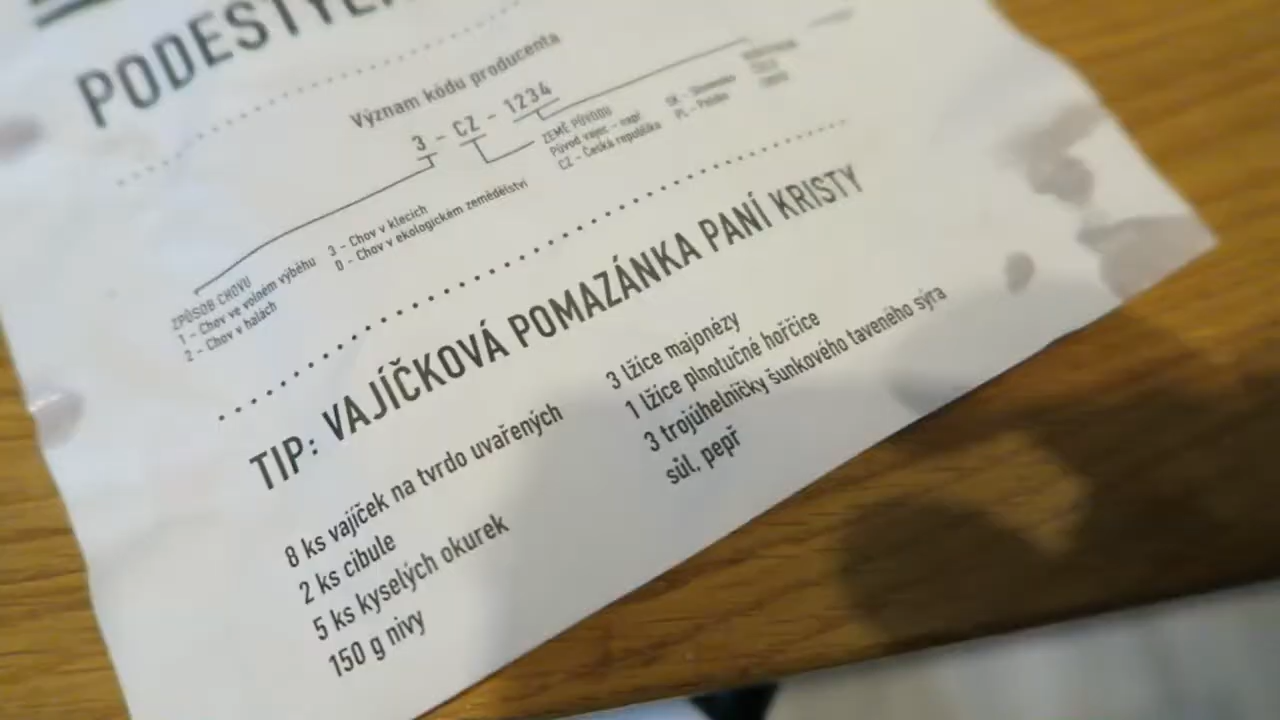 Význam kódu producenta
3 - CZ - 1234
ZPŮSOB CHOVU
1 - Chov ve volném výběhu
2 - Chov v halách
3 - Chov v klecích
0 - Chov v ekologickém zemědělství
ZEMĚ PŮVODU
Původ vajec - např
CZ - Česká republika
SK - Slovensko
PL - Polsko
TIP: VAJÍČKOVÁ POMAZÁNKA PANÍ KRISTY
8 ks vajíček na tvrdo uvařených
2 ks cibule
5 ks kyselých okurek
150 g nivy
3 lžíce majonézy
1 lžíce plnotučné hořčice
3 trojúhelníčky šunkového taveného sýra
sůl, pepř